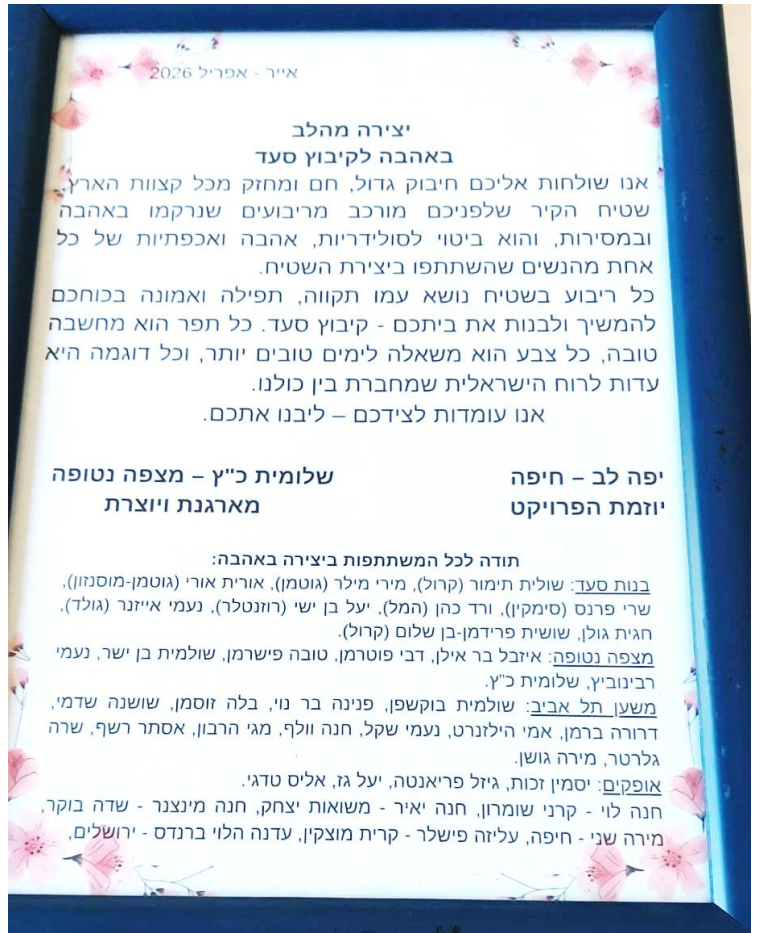 אייר - אפריל 2026
יצירה מהלב
באהבה לקיבוץ סעד
אנו שולחות אליכם חיבוק גדול, חם ומחזק מכל קצוות הארץ.
שטיח הקיר שלפניכם מורכב מריבועים שנרקמו באהבה
ובמסירות, והוא ביטוי לסולידריות, אהבה ואכפתיות של כל
אחת מהנשים שהשתתפו ביצירת השטיח.
כל ריבוע בשטיח נושא עמו תקווה, תפילה ואמונה בכוחכם
להמשיך ולבנות את ביתכם - קיבוץ סעד. כל תפר הוא מחשבה
טובה, כל צבע הוא משאלה לימים טובים יותר, וכל דוגמה היא
עדות לרוח הישראלית שמחברת בין כולנו.
אנו עומדות לצידכם – ליבנו אתכם.
יפה לב – חיפה
יוזמת הפרויקט
שלומית כ"ץ – מצפה נטופה
מארגנת ויוצרת
תודה לכל המשתתפות ביצירה באהבה:
בנות סעד: שולית תימור (קרול), מירי מילר (גוטמן), אורית אורי (גוטמן-מוסנזון),
שרי פרנס (סימקין), ורד כהן (המל), יעל בן ישי (רוזנטלר), נעמי אייזנר (גולד),
חגית גולן, שושית פרידמן-בן שלום (קרול).
מצפה נטופה: איזבל בר אילן, דבי פוטרמן, טובה פישרמן, שולמית בן ישר, נעמי
רבינוביץ, שלומית כ"ץ.
משען תל אביב: שולמית בוקשפן, פנינה בר נוי, בלה זוסמן, שושנה שדמי,
דרורה ברמן, אמי הילזנרט, נעמי שקל, חנה וולף, מגי הרבון, אסתר רשף, שרה
גלרטר, מירה גושן.
אופקים: יסמין זכות, גיזל פריאנטה, יעל גז, אליס טדגי.
חנה לוי - קרני שומרון, חנה יאיר - משואות יצחק, חנה מינצנר - שדה בוקר,
מירה שני - חיפה, עליזה פישלר - קרית מוצקין, עדנה הלוי ברנדס - ירושלים,